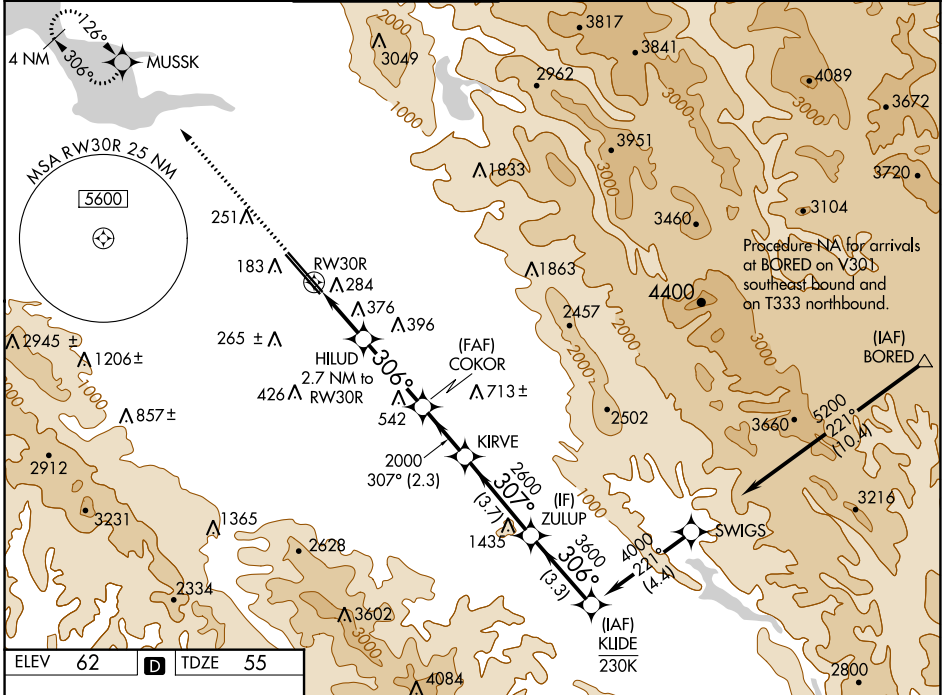 126°
306°
4 NM
MUSSK
3049
1000
3817
3841
2962
3000
4089
3672
3951
3000
3720
MSA RW30R 25 NM
5600
1833
3460
3104
251
Procedure NA for arrivals
at BORED on V301
southeast bound and
on T333 northbound.
183
RW30R
284
1863
4400
376
396
2457
3000
2945 ±
1206±
265 ±
HILUD
2.7 NM to
RW30R
306°
(FAF)
COKOR
2000
(IAF)
BORED
1000
426
542
713±
857±
2502
3660
5200
221°
(10.4)
2912
2000
307° (2.3)
KIRVE
2600
307°
(3.7)
1000
3231
1365
1435
(IF)
ZULUP
SWIGS
3216
2628
3600
306°
(3.3)
4000
221°
(4.4)
2334
3602
3000
(IAF)
KLIDE
230K
ELEV 62
D
TDZE 55
4084
2800